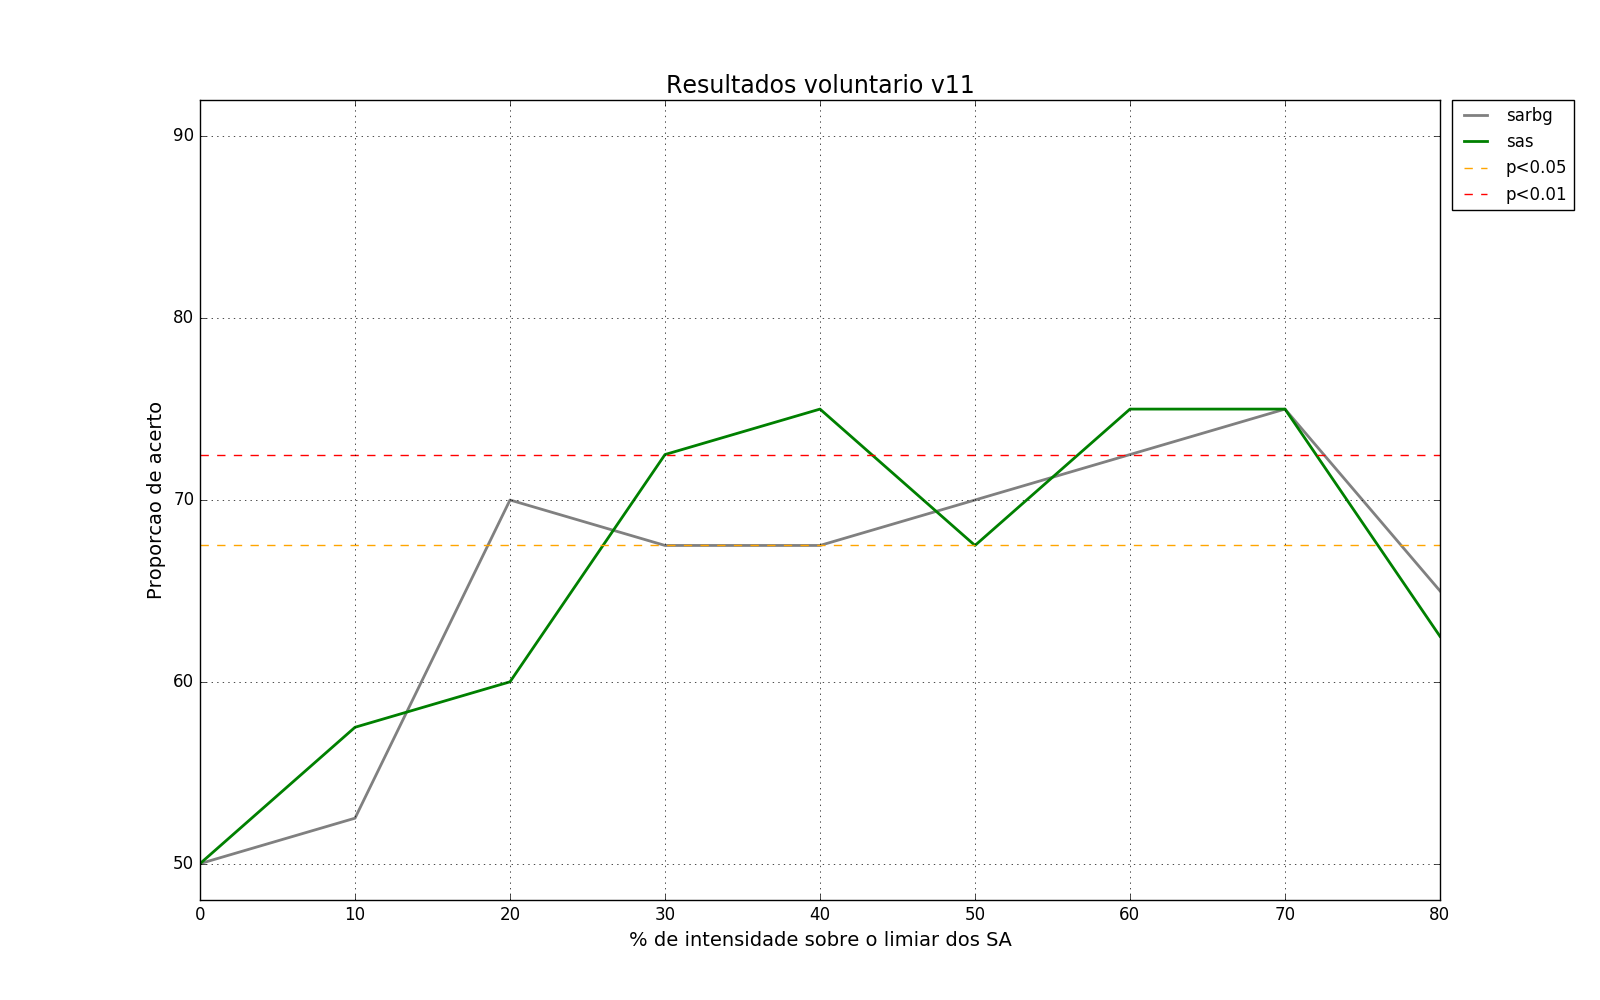 Resultados voluntario v11
sarbg
sas
p<0.05
p<0.01
90
80
70
60
50
Proporcao de acerto
0 10 20 30 40 50 60 70 80
% de intensidade sobre o limiar dos SA